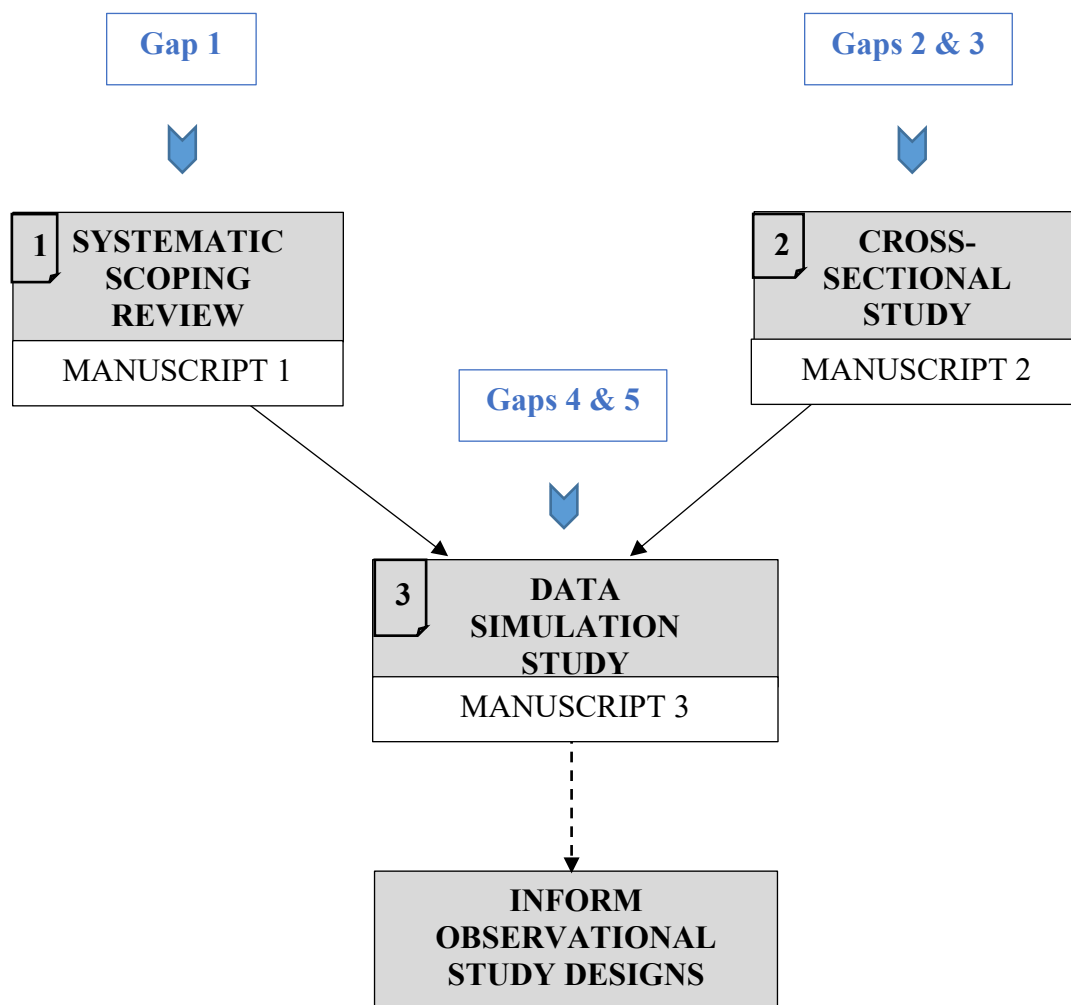 Gap 1
Gaps 2 & 3
1
SYSTEMATIC
SCOPING
REVIEW
MANUSCRIPT 1
2
CROSS-
SECTIONAL
STUDY
MANUSCRIPT 2
Gaps 4 & 5
3
DATA
SIMULATION
STUDY
MANUSCRIPT 3
INFORM
OBSERVATIONAL
STUDY DESIGNS